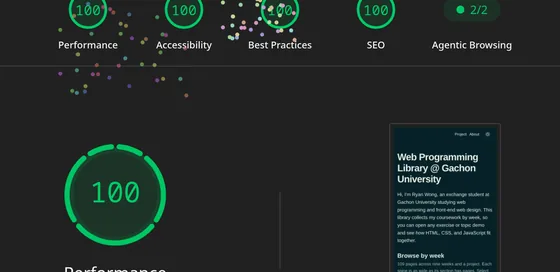 100 100 100 100 2/2
Performance Accessibility Best Practices SEO Agentic Browsing
100
Performance
Project About
Web Programming
Library @ Gachon
University
Hi, I'm Ryan Wong, an exchange student at
Gachon University studying web
programming and front-end web design. This
library collects my coursework by week, so
you can open any exercise or topic demo
and see how HTML, CSS, and JavaScript fit
together.
Browse by week